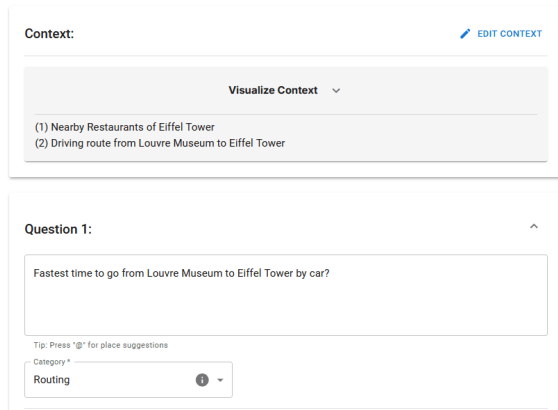 Context:
EDIT CONTEXT
Visualize Context
(1) Nearby Restaurants of Eiffel Tower
(2) Driving route from Louvre Museum to Eiffel Tower
Question 1:
Fastest time to go from Louvre Museum to Eiffel Tower by car?
Tip: Press "@" for place suggestions
Category *
Routing